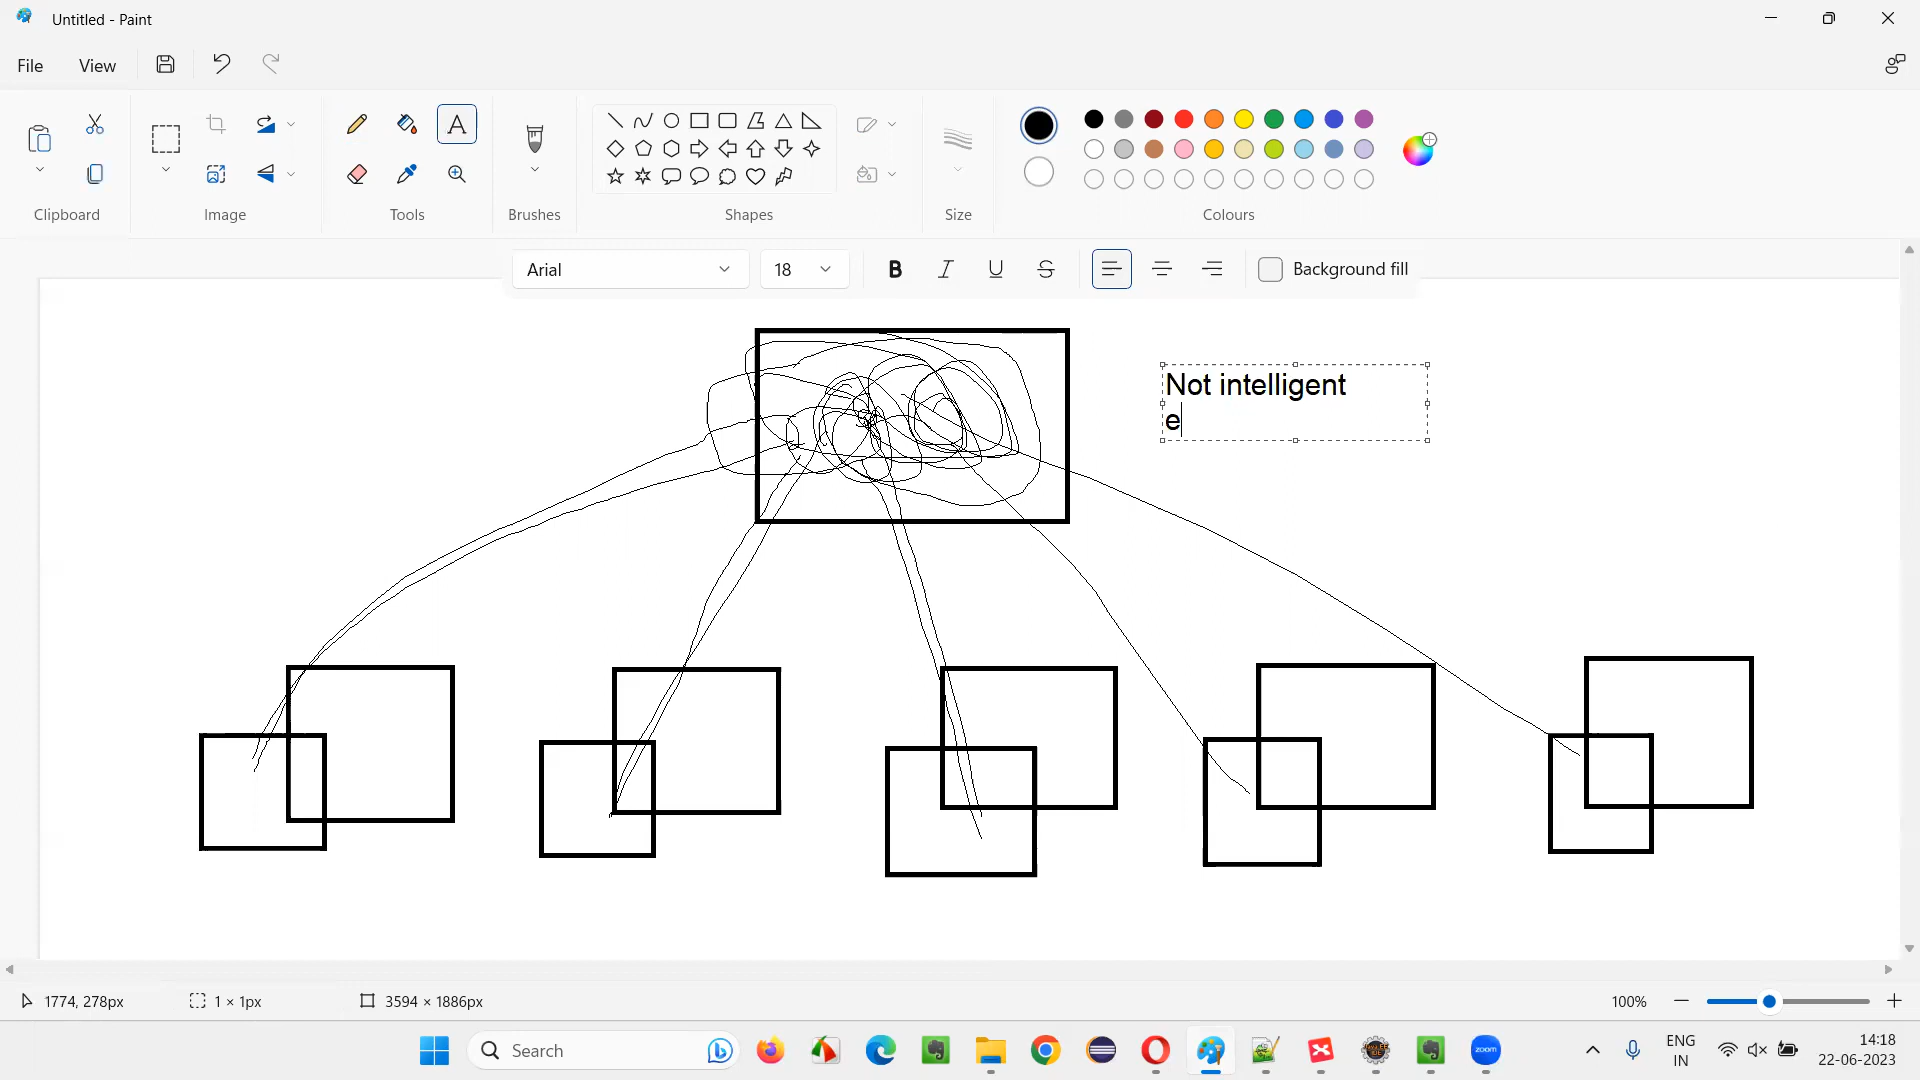 Untitled - Paint
File
View
Clipboard
Image
Tools
Brushes
Shapes
Size
Colours
Arial
18
B
I
U
S
Background fill
Not intelligent
e
1774, 278px
1 × 1px
3594 × 1886px
100%
Search
zoom
ENG
IN
14:18
22-06-2023